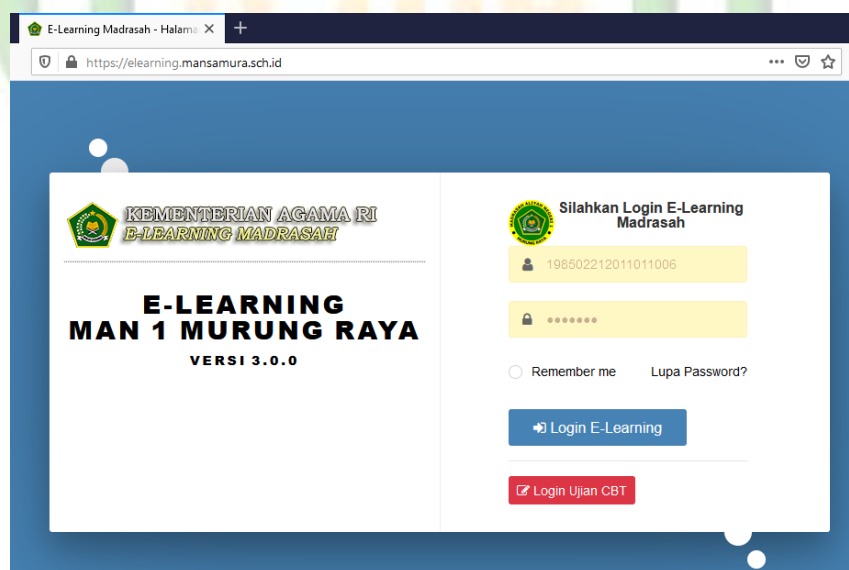 E-Learning Madrasah - Halama
https://elearning.mansamura.sch.id
KEMENTERIAN AGAMA RI
E-LEARNING MADRASAH
E-LEARNING
MAN 1 MURUNG RAYA
VERSI 3.0.0
Silahkan Login E-Learning
Madrasah
198502212011011006
Remember me
Lupa Password?
Login E-Learning
Login Ujian CBT